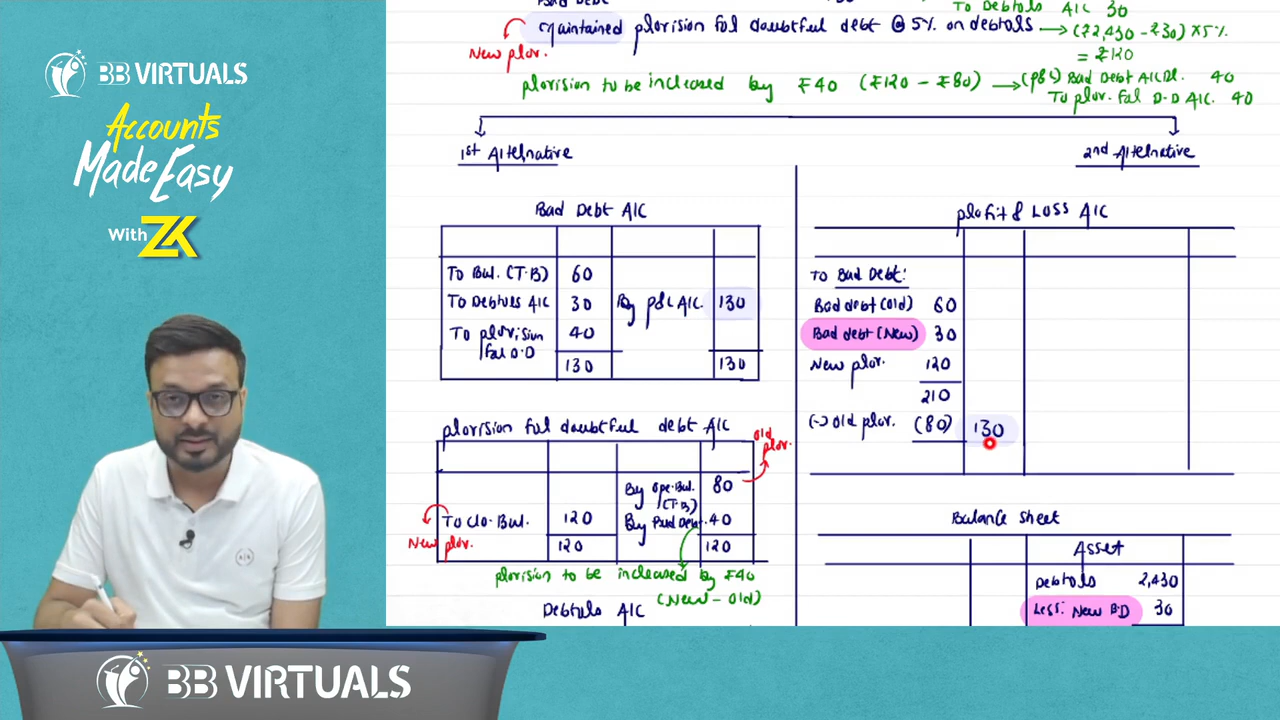 BB VIRTUALS
Accounts
Made Easy
With ZK
To Debtors A/C 30
maintained provision for doubtful debt @ 5% on debtors → (₹2,430 - ₹30) × 5%
New prov.
= ₹120
provision to be increased by ₹40 (₹120 - ₹80) → (P&L) Bad Debt A/C Dr. 40
To prov. For D.D A/C. 40
1st Alternative
2nd Alternative
Bad Debt A/C
To Bal. (T.B) 60
To Debtors A/C 30 By P&L A/C. 130
To provision For D.D 40
130 130
provision for doubtful debt A/C
old prov.
By Ope. Bal. (T.B) 80
To Clo. Bal. 120 By Bad Debt 40
New prov.
120 120
provision to be increased by ₹40
(New - Old)
Debtors A/C
profit & Loss A/C
To Bad Debt:
Bad debt (old) 60
Bad debt (New) 30
New prov. 120
210
(-) old prov. (80) 130
Balance Sheet
Asset
Debtors 2,430
Less: New B.D 30
BB VIRTUALS